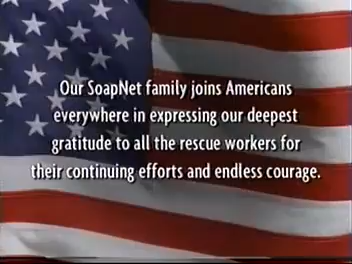 Our SoapNet family joins Americans
everywhere in expressing our deepest
gratitude to all the rescue workers for
their continuing efforts and endless courage.